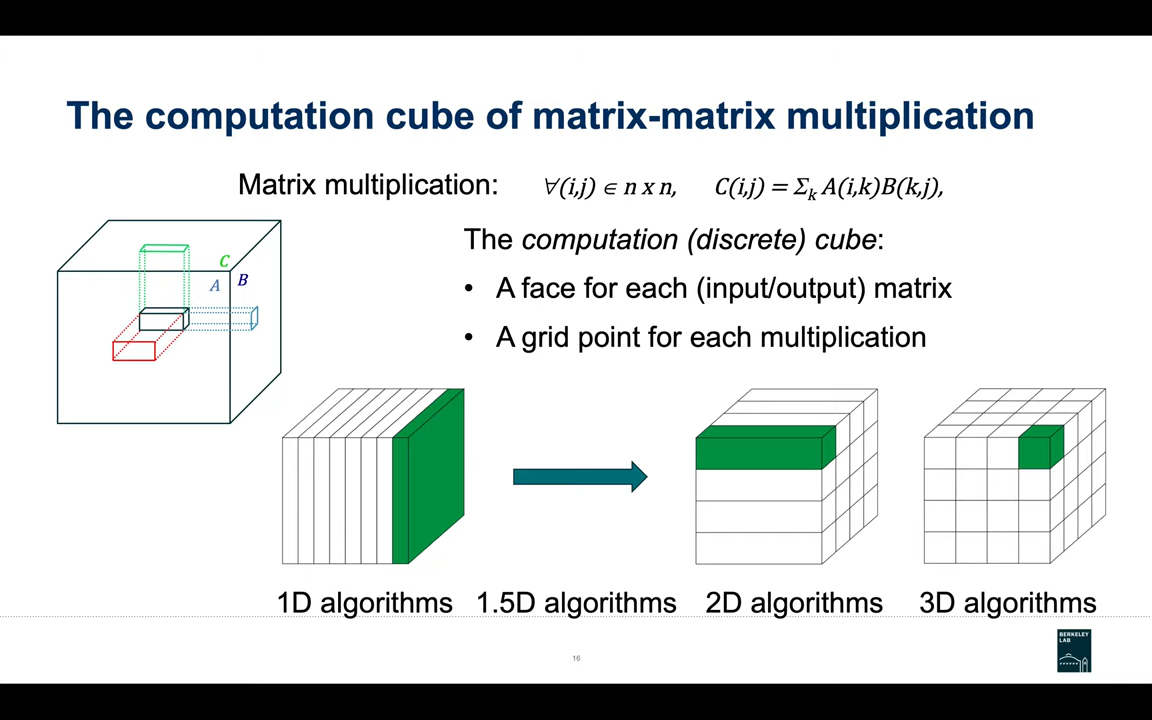 The computation cube of matrix-matrix multiplication
Matrix multiplication: ∀(i,j) ∈ n x n, C(i,j) = Σₖ A(i,k)B(k,j),
The computation (discrete) cube:
• A face for each (input/output) matrix
• A grid point for each multiplication
C
A B
1D algorithms 1.5D algorithms 2D algorithms 3D algorithms
16
BERKELEY
LAB